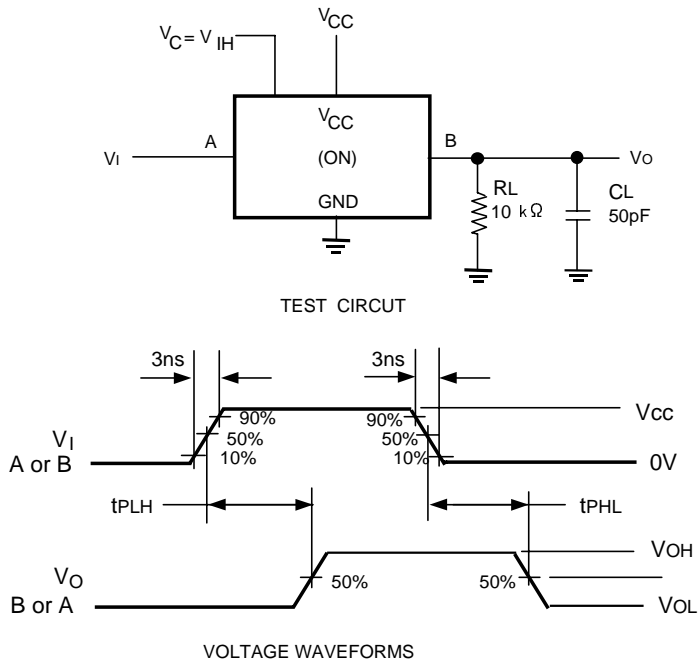 VCC
VC = VIH
VCC
A
B
VI
(ON)
VO
RL
10 kΩ
CL
50pF
GND
TEST CIRCUT
3ns
3ns
90%
90%
VCC
VI
50%
50%
A or B
10%
10%
0V
tPLH
tPHL
VOH
VO
50%
50%
B or A
VOL
VOLTAGE WAVEFORMS